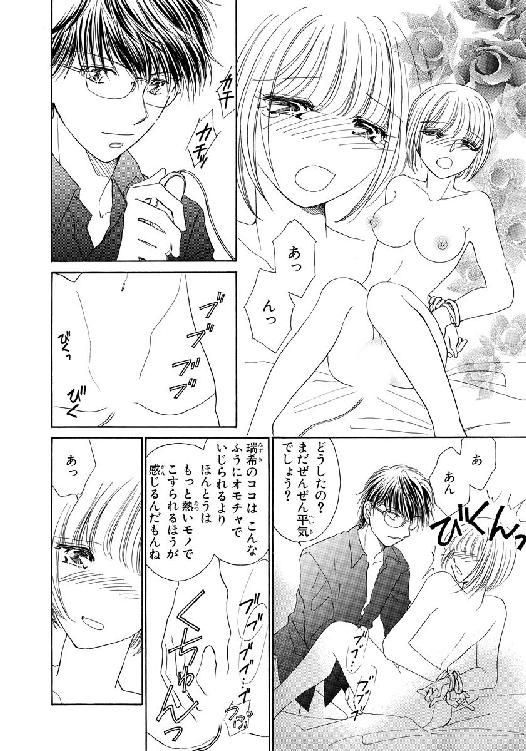 カチ
カチッ
あっ
んっ
ブブブブ
びくっ
びく
あ
あん
びくんっ
どうしたの？
まだぜんぜん平気
でしょう？
瑞希のココは こんな
ふうにオモチャで
いじられるより
ほんとうは
もっと熱いモノで
こすられるほうが
感じるんだもんね
くちゅんっ
あっ